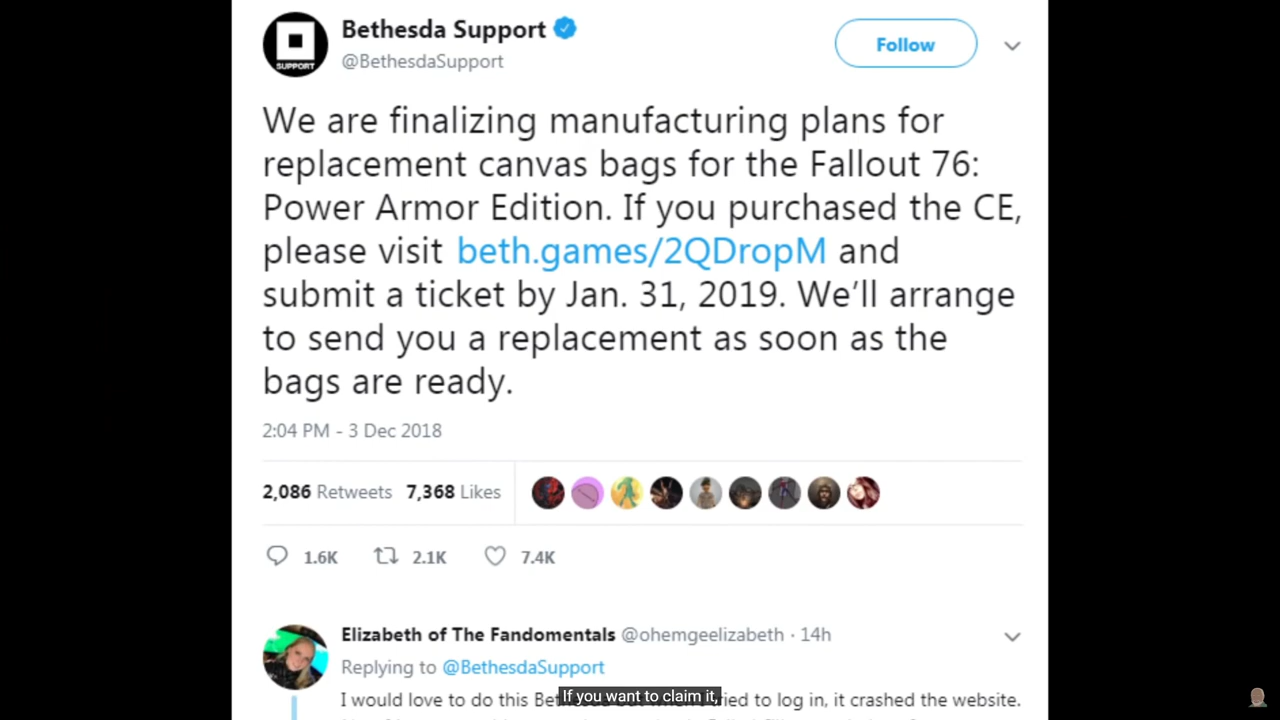 Bethesda Support
@BethesdaSupport
SUPPORT
Follow
We are finalizing manufacturing plans for
replacement canvas bags for the Fallout 76:
Power Armor Edition. If you purchased the CE,
please visit beth.games/2QDropM and
submit a ticket by Jan. 31, 2019. We’ll arrange
to send you a replacement as soon as the
bags are ready.
2:04 PM - 3 Dec 2018
2,086 Retweets 7,368 Likes
1.6K 2.1K 7.4K
Elizabeth of The Fandomentals @ohmgeelizabeth · 14h
Replying to @BethesdaSupport
I would love to do this tried to log in, it crashed the website.
If you want to claim it,